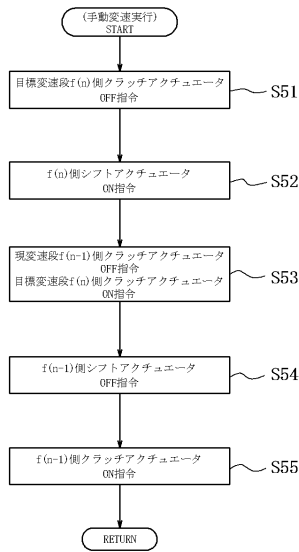 (手動変速実行)
START
目標変速段f(n)側クラッチアクチュエータ
OFF指令
S51
f(n)側シフトアクチュエータ
ON指令
S52
現変速段f(n-1)側クラッチアクチュエータ
OFF指令
目標変速段f(n)側クラッチアクチュエータ
ON指令
S53
f(n-1)側シフトアクチュエータ
OFF指令
S54
f(n-1)側クラッチアクチュエータ
ON指令
S55
RETURN